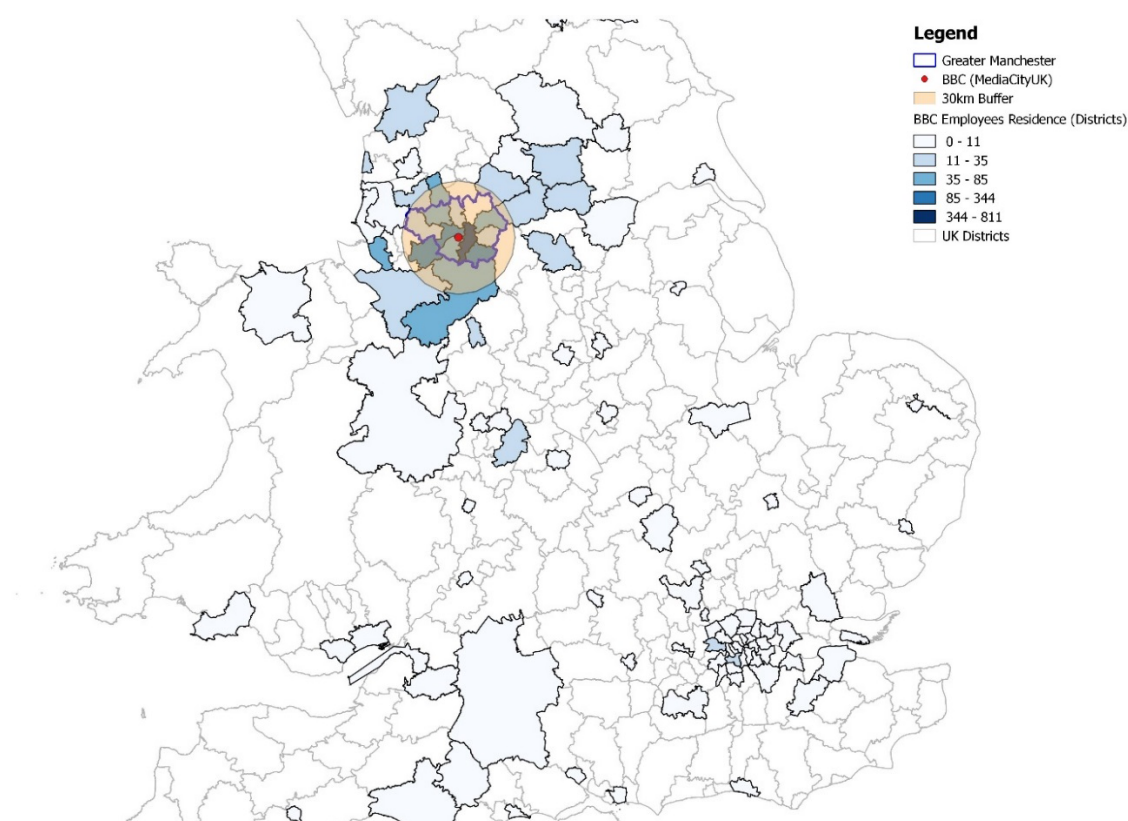 Legend
Greater Manchester
BBC (MediaCityUK)
30km Buffer
BBC Employees Residence (Districts)
0 - 11
11 - 35
35 - 85
85 - 344
344 - 811
UK Districts